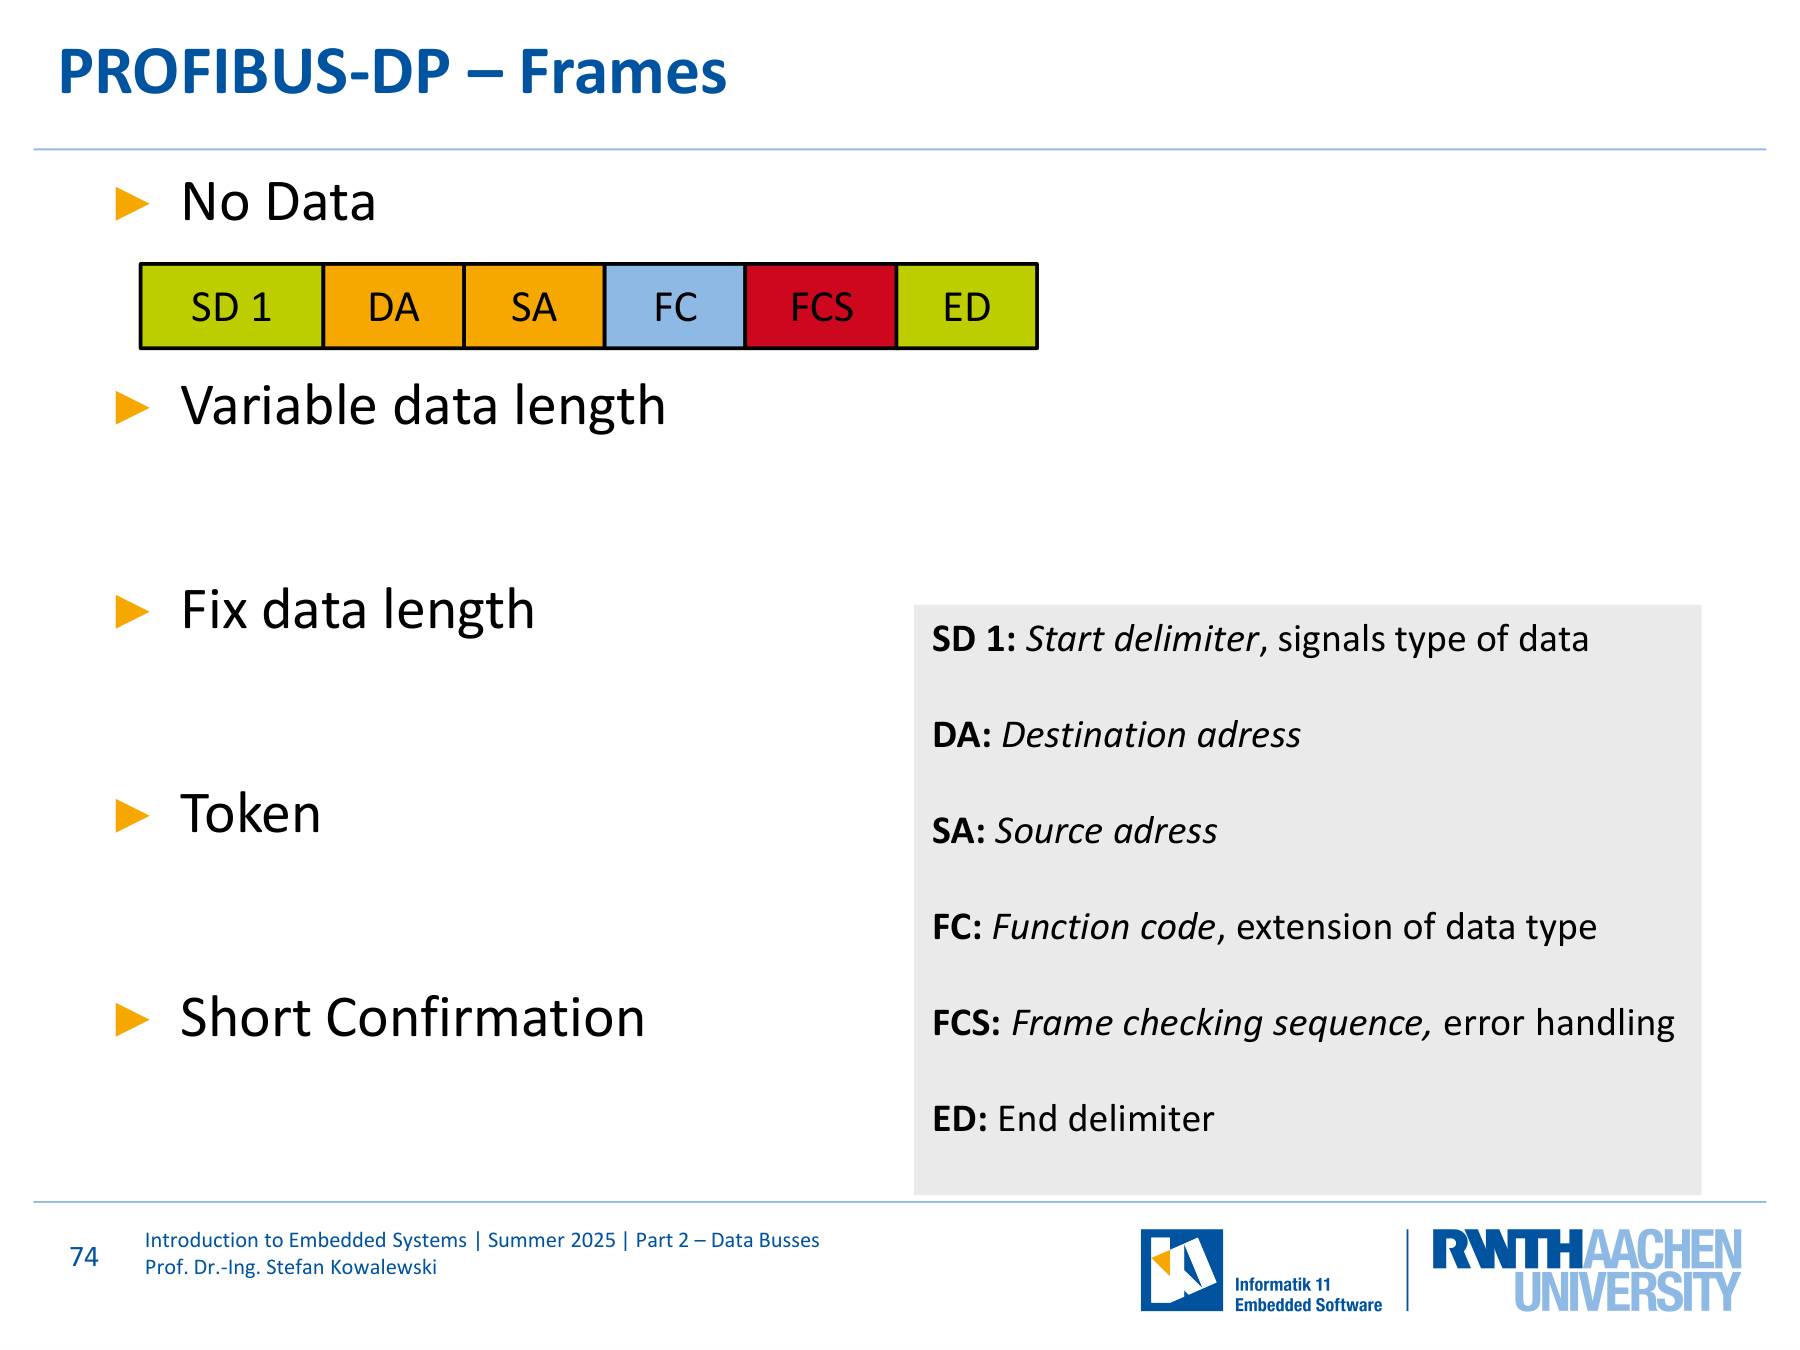 PROFIBUS-DP – Frames
► No Data
SD 1 DA SA FC FCS ED
► Variable data length
► Fix data length
► Token
► Short Confirmation
SD 1: Start delimiter, signals type of data
DA: Destination adress
SA: Source adress
FC: Function code, extension of data type
FCS: Frame checking sequence, error handling
ED: End delimiter
74
Introduction to Embedded Systems | Summer 2025 | Part 2 – Data Busses
Prof. Dr.-Ing. Stefan Kowalewski
Informatik 11
Embedded Software
RWTHAACHEN
UNIVERSITY